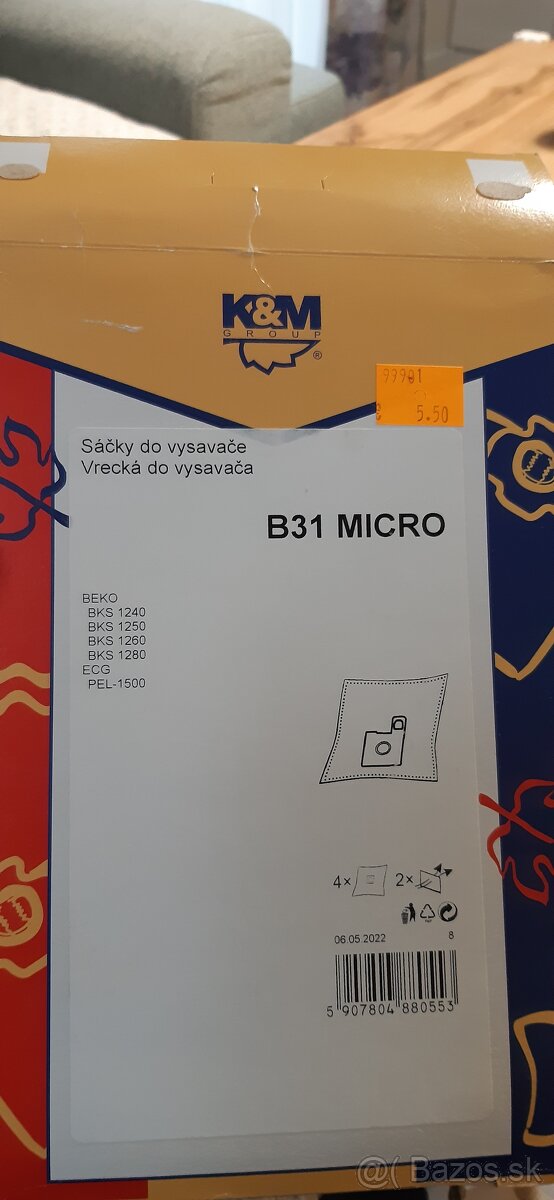 K&M
GROUP
®
99901
5.50
Sáčky do vysavače
Vrecká do vysavača
B31 MICRO
BEKO
BKS 1240
BKS 1250
BKS 1260
BKS 1280
ECG
PEL-1500
4× 2×
06.05.2022 8
5 907804 880553
@( Bazos.sk